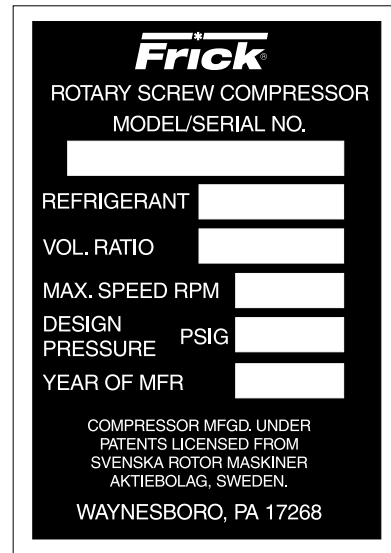 Frick®
ROTARY SCREW COMPRESSOR
MODEL/SERIAL NO.
REFRIGERANT
VOL. RATIO
MAX. SPEED RPM
DESIGN
PRESSURE PSIG
YEAR OF MFR
COMPRESSOR MFGD. UNDER
PATENTS LICENSED FROM
SVENSKA ROTOR MASKINER
AKTIEBOLAG, SWEDEN.
WAYNESBORO, PA 17268